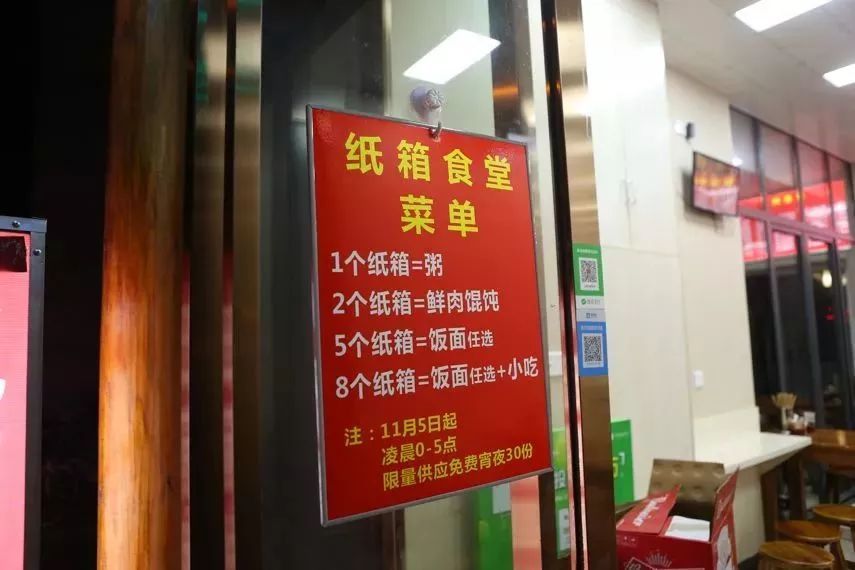 纸箱食堂
菜单
1个纸箱=粥
2个纸箱=鲜肉馄饨
5个纸箱=饭面任选
8个纸箱=饭面任选+小吃
注：11月5日起
凌晨0-5点
限量供应免费宵夜30份